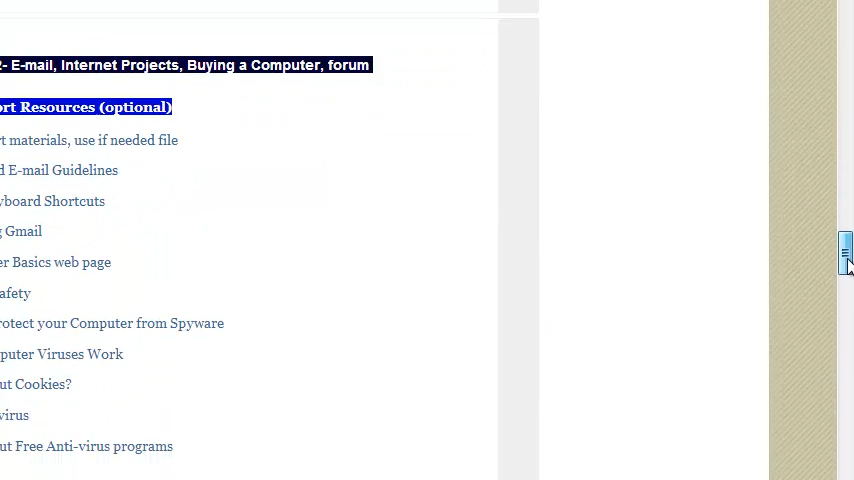 2- E-mail, Internet Projects, Buying a Computer, forum
ort Resources (optional)
t materials, use if needed file
d E-mail Guidelines
yboard Shortcuts
g Gmail
er Basics web page
afety
rotect your Computer from Spyware
puter Viruses Work
ut Cookies?
virus
ut Free Anti-virus programs